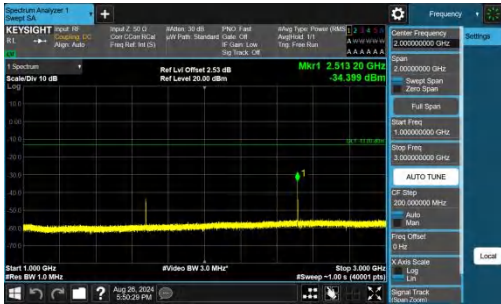 Spectrum Analyzer 1
Swept SA
Frequency
KEYSIGHT
RL
Input: RF
Coupling: DC
Align: Auto
Input Z: 50 Ω
Corr CCorr RCal
Freq Ref: Int (S)
#Atten: 30 dB
µW Path: Standard
PNO: Fast
Gate: Off
IF Gain: Low
Sig Track: Off
#Avg Type: Power (RMS)
Avg|Hold: 1/1
Trig: Free Run
1 2 3 4 5 6
A W W W W W
A A A A A A
1 Spectrum
Scale/Div 10 dB
Ref Lvl Offset 2.53 dB
Ref Level 20.00 dBm
Mkr1 2.513 20 GHz
-34.399 dBm
Log
10.0
0.00
-10.0
-20.0
-30.0
-40.0
-50.0
-60.0
-70.0
1
Start 1.000 GHz
#Res BW 1.0 MHz
#Video BW 3.0 MHz*
Stop 3.000 GHz
#Sweep ~1.00 s (40001 pts)
Aug 26, 2024
5:50:29 PM
Center Frequency
2.000000000 GHz
Settings
Span
2.00000000 GHz
Swept Span
Zero Span
Full Span
Start Freq
1.000000000 GHz
Stop Freq
3.000000000 GHz
AUTO TUNE
CF Step
200.000000 MHz
Auto
Man
Freq Offset
0 Hz
X Axis Scale
Log
Lin
Local
Signal Track
(Span Zoom)